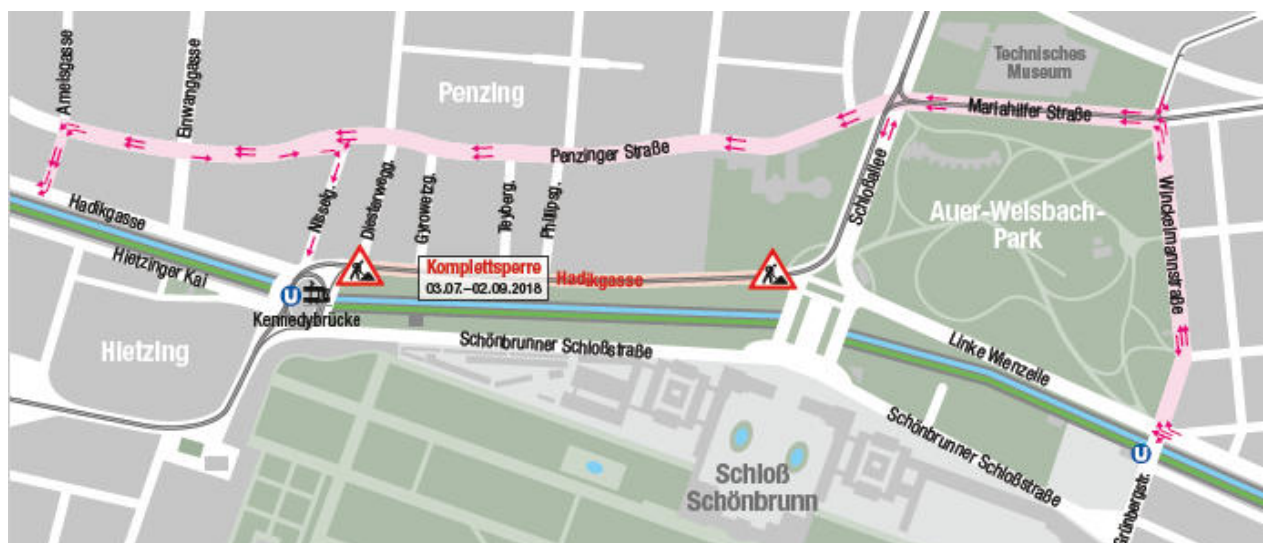 Technisches
Museum
Amelsgasse
Einwanggasse
Penzing
Mariahilfer Straße
Penzinger Straße
Nisselg.
Diesterwegg.
Gyrowetzg.
Teyberg.
Phillipsg.
Schloßallee
Auer-Welsbach-
Park
Winckelmannstraße
Hadikgasse
Hietzinger Kai
Komplettsperre
03.07.–02.09.2018
Hadikgasse
U
Kennedybrücke
Hietzing
Schönbrunner Schloßstraße
Linke Wienzeile
Schönbrunner Schloßstraße
U
Schloß
Schönbrunn
Grünbergstr.